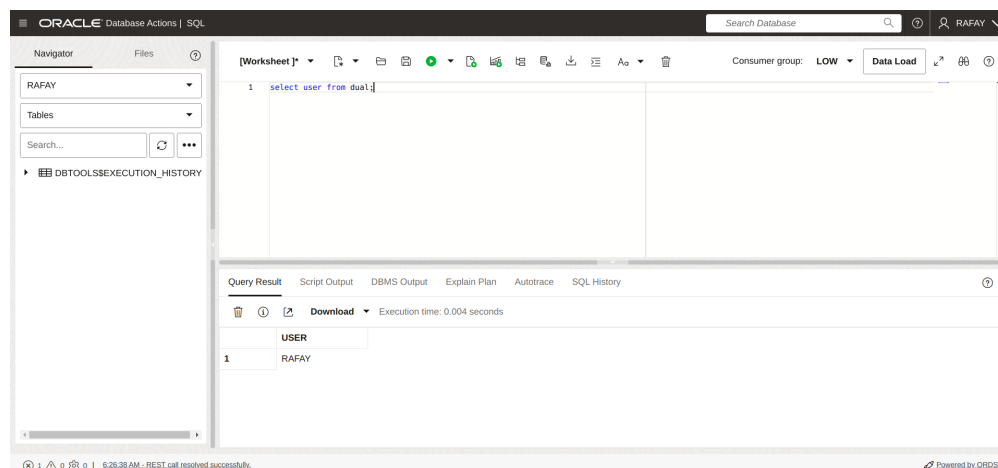 ORACLE Database Actions | SQL
Search Database
RAFAY
Navigator
Files
[Worksheet ]*
Aa
Consumer group: LOW
Data Load
RAFAY
Tables
Search...
DBTOOLS$EXECUTION_HISTORY
1 select user from dual;
Query Result Script Output DBMS Output Explain Plan Autotrace SQL History
Download Execution time: 0.004 seconds
USER
1 RAFAY
1 0 0 | 6:26:38 AM - REST call resolved successfully.
Powered by ORDS